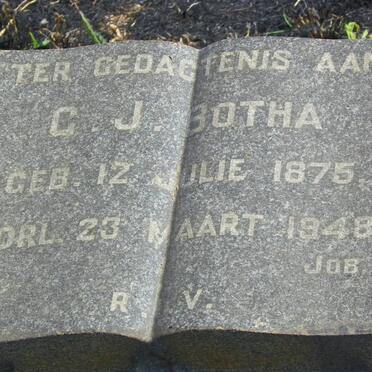 TER GEDAGTENIS AAN
C. J. BOTHA
GEB. 12 JULIE 1875.
ORL. 23 MAART 1948
JOB.
R. V.